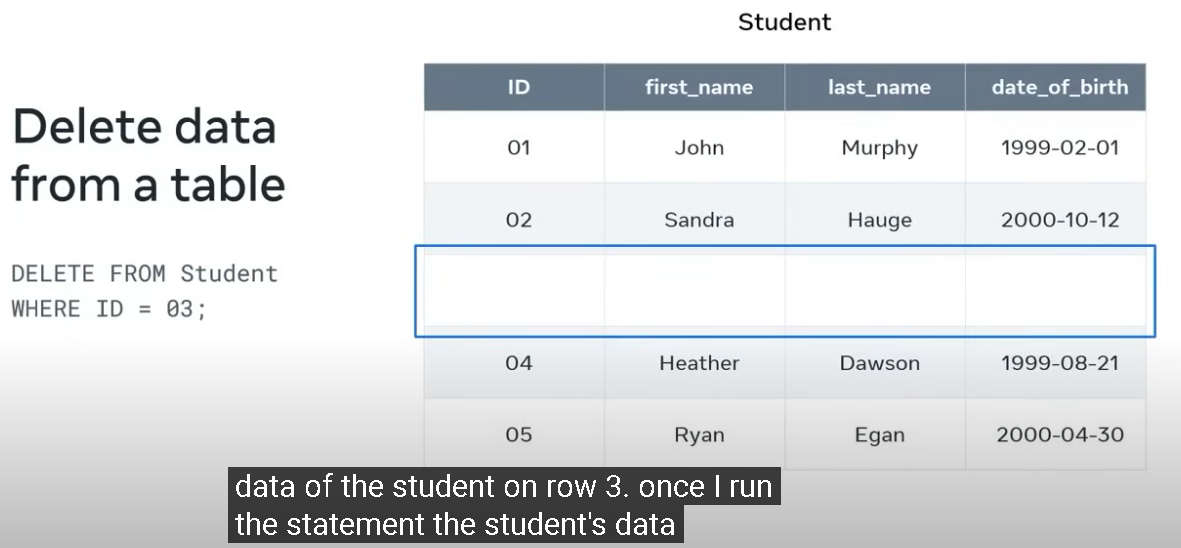 Student
Delete data
from a table
DELETE FROM Student
WHERE ID = 03;
ID first_name last_name date_of_birth
01 John Murphy 1999-02-01
02 Sandra Hauge 2000-10-12
04 Heather Dawson 1999-08-21
05 Ryan Egan 2000-04-30
data of the student on row 3. once I run
the statement the student's data